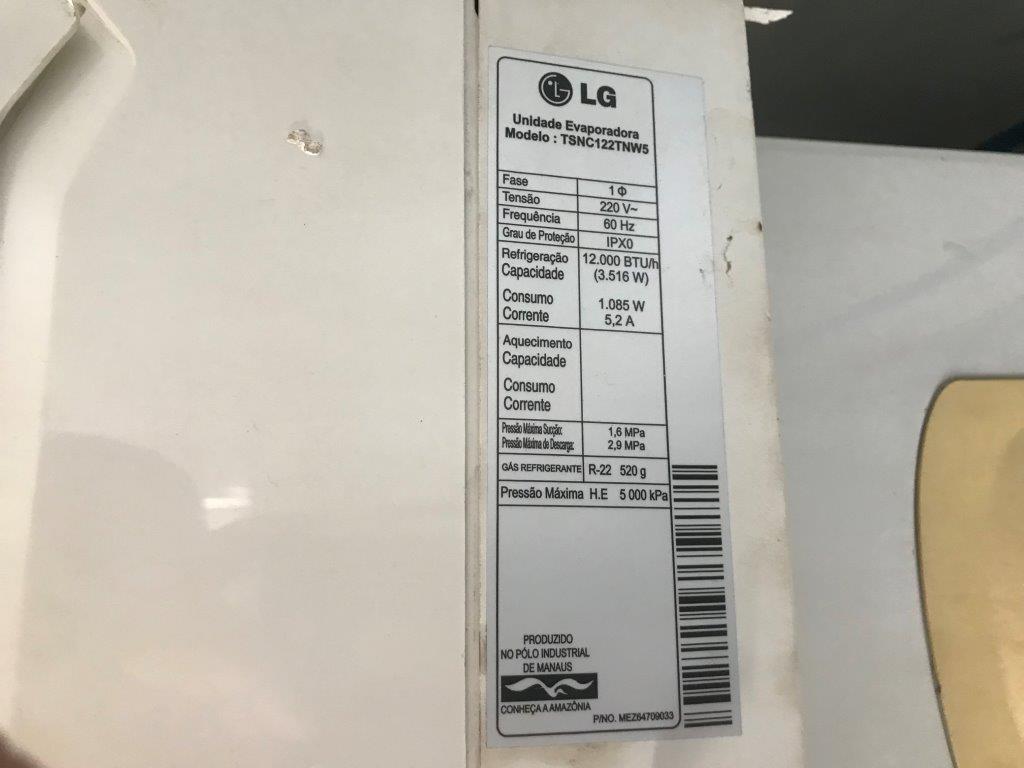 LG
Unidade Evaporadora
Modelo : TSNC122TNW5
Fase 1 Φ
Tensão 220 V~
Frequência 60 Hz
Grau de Proteção IPX0
Refrigeração 12.000 BTU/h
Capacidade (3.516 W)
Consumo 1.085 W
Corrente 5,2 A
Aquecimento
Capacidade
Consumo
Corrente
Pressão Máxima Sucção: 1,6 MPa
Pressão Máxima de Descarga: 2,9 MPa
GÁS REFRIGERANTE R-22 520 g
Pressão Máxima H.E 5 000 kPa
PRODUZIDO
NO PÓLO INDUSTRIAL
DE MANAUS
CONHEÇA A AMAZÔNIA
P/NO. MEZ64709033